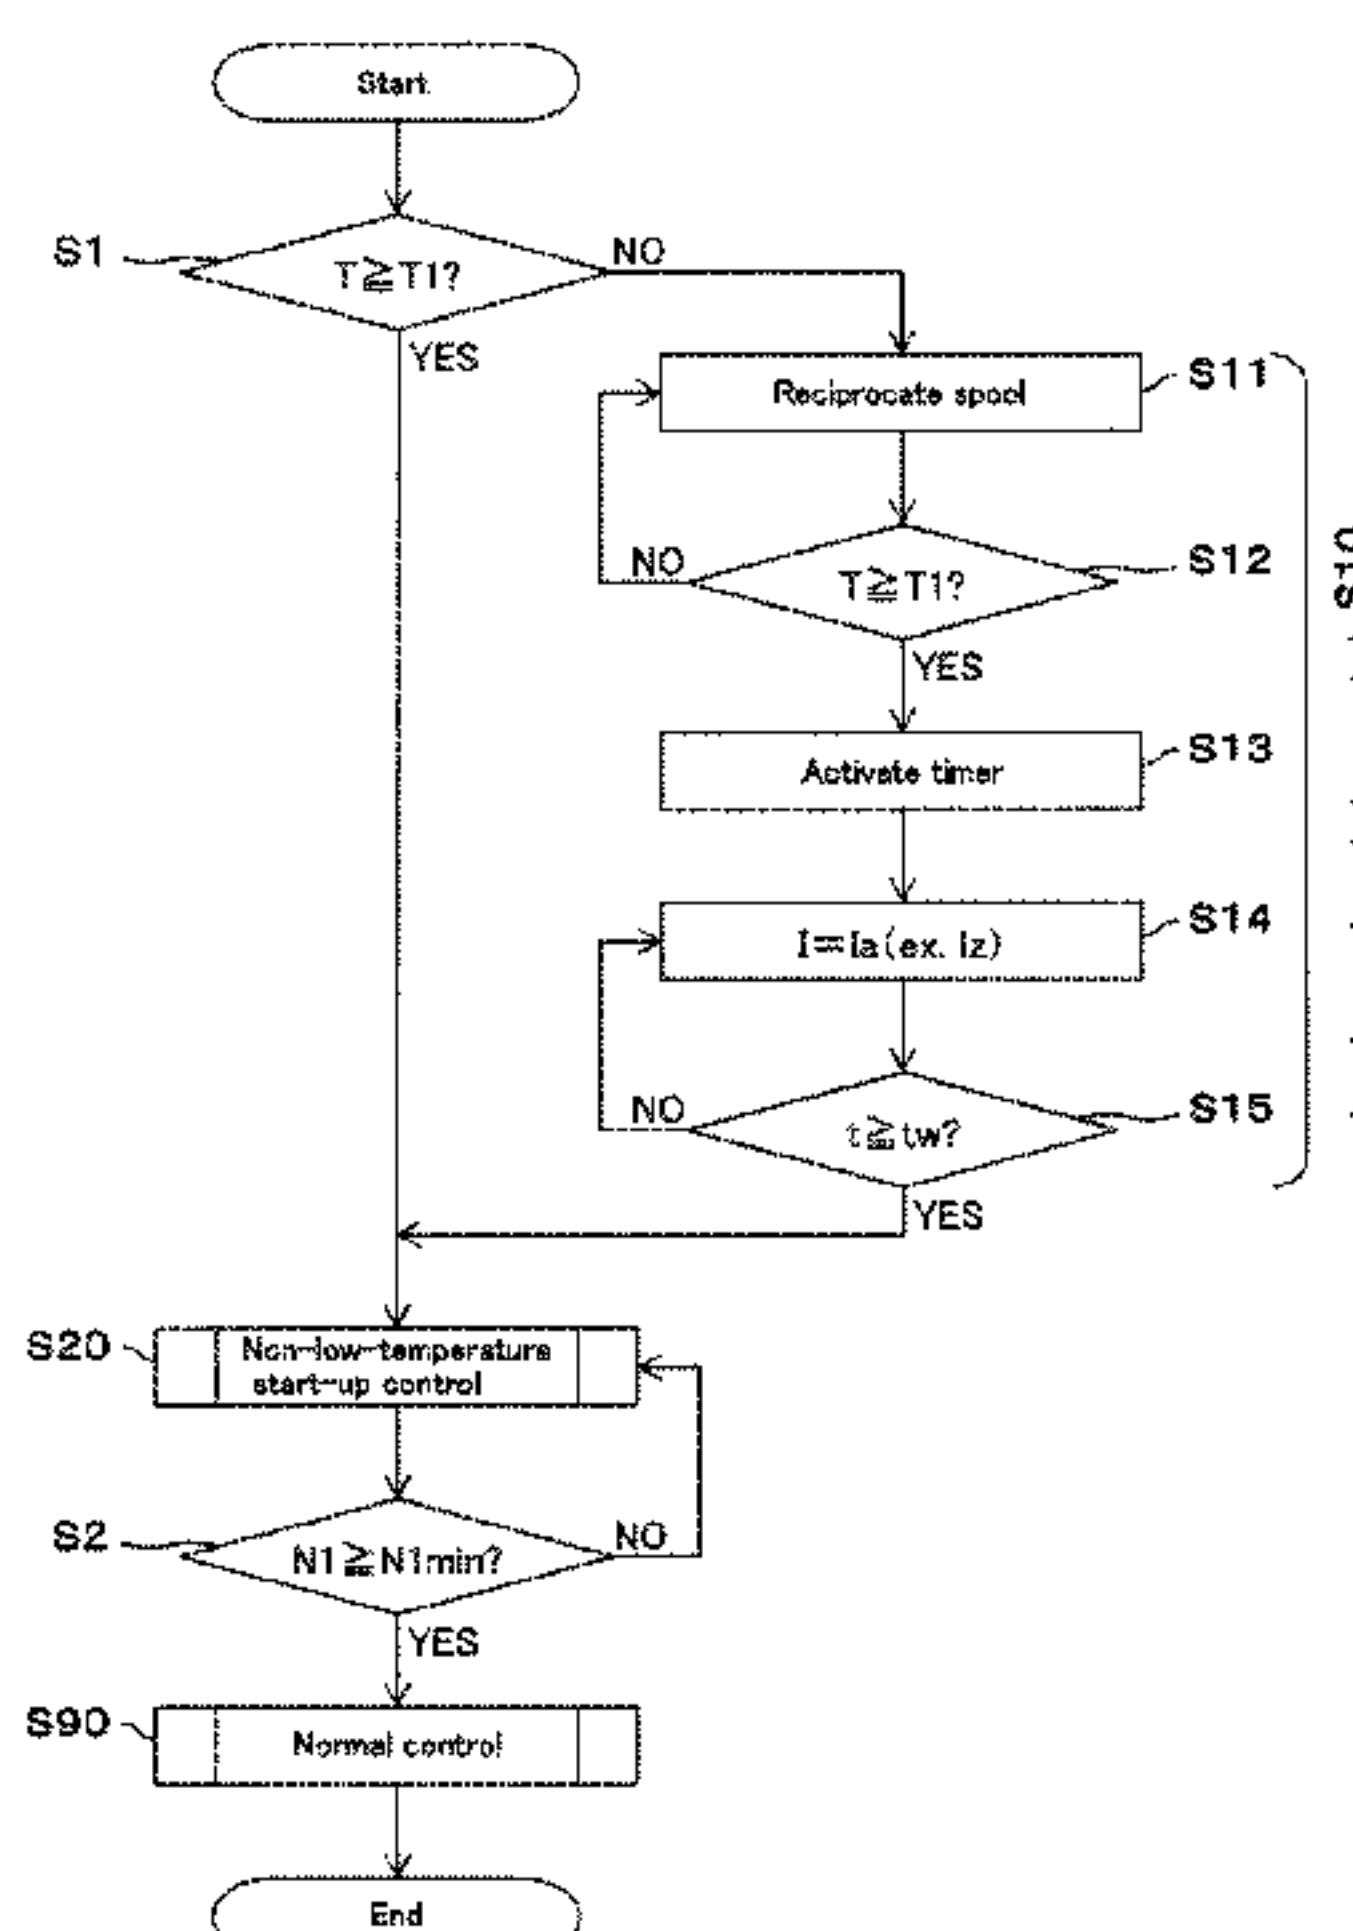 Start
S1
T≧T1?
NO
YES
Reciprocate spool
S11
NO
T≧T1?
S12
YES
Activate timer
S13
I=Ia(ex. Iz)
S14
NO
t≧tw?
S15
YES
S10
S20
Non-low-temperature
start-up control
S2
N1≧N1min?
NO
YES
S90
Normal control
End